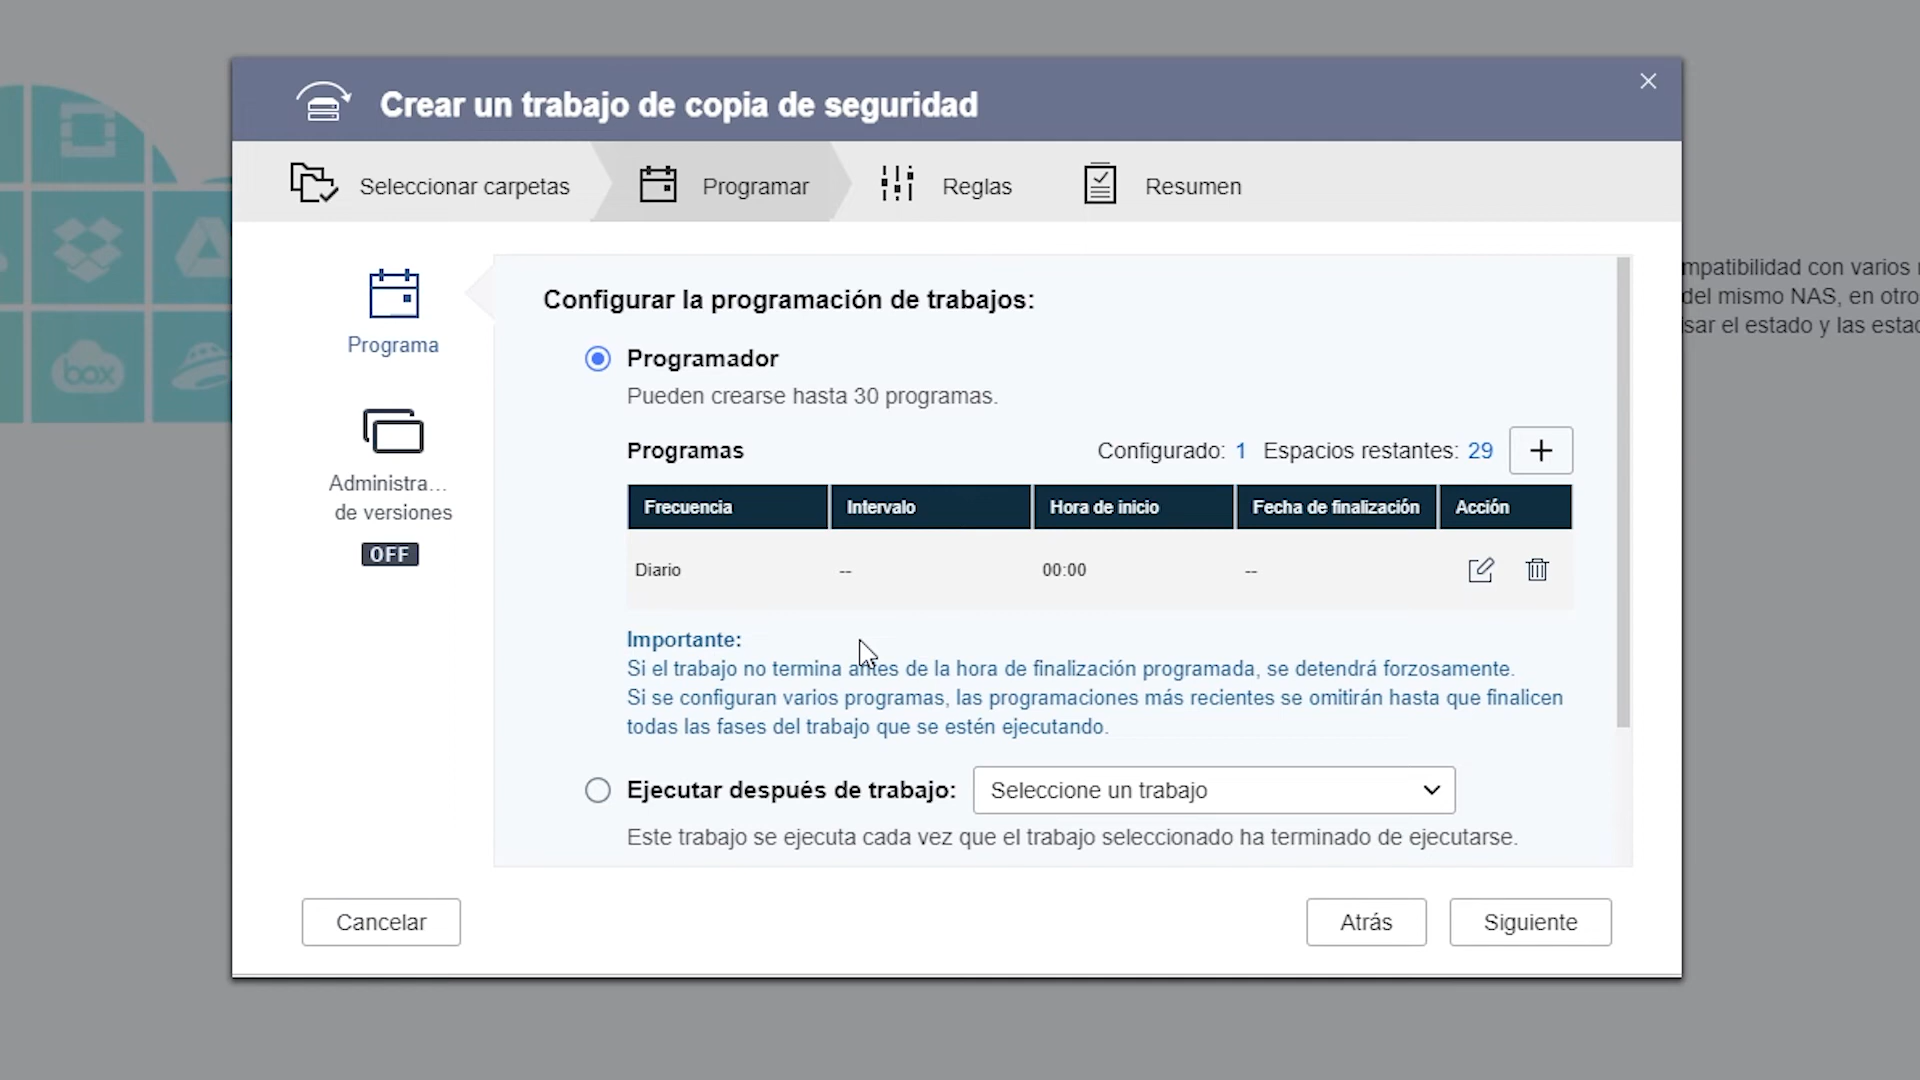 Crear un trabajo de copia de seguridad
Seleccionar carpetas
Programar
Reglas
Resumen
box
mpatibilidad con varios
del mismo NAS, en otro
sar el estado y las
Programa
Administra...
de versiones
OFF
Configurar la programación de trabajos:
Programador
Pueden crearse hasta 30 programas.
Programas Configurado: 1 Espacios restantes: 29
Frecuencia Intervalo Hora de inicio Fecha de finalización Acción
Diario -- 00:00 --
Importante:
Si el trabajo no termina antes de la hora de finalización programada, se detendrá forzosamente.
Si se configuran varios programas, las programaciones más recientes se omitirán hasta que finalicen
todas las fases del trabajo que se estén ejecutando.
Ejecutar después de trabajo: Seleccione un trabajo
Este trabajo se ejecuta cada vez que el trabajo seleccionado ha terminado de ejecutarse.
Cancelar
Atrás
Siguiente